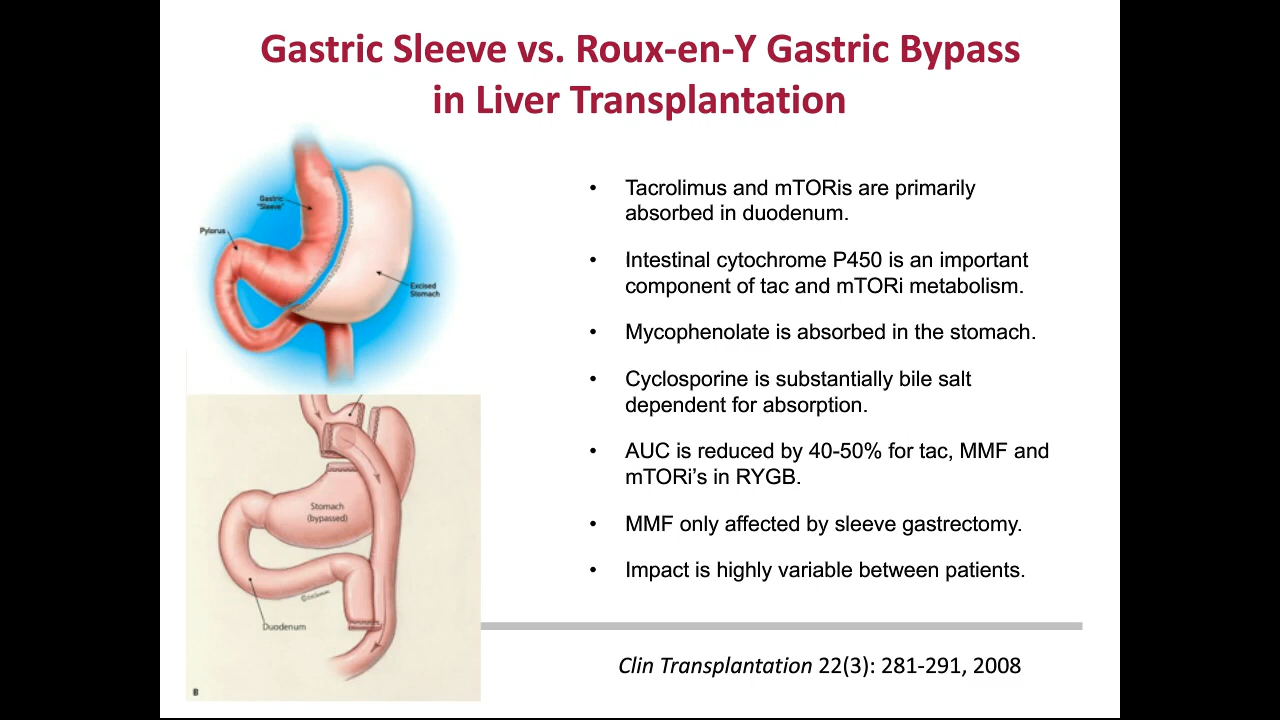 Gastric Sleeve vs. Roux-en-Y Gastric Bypass
in Liver Transplantation
Gastric
"Sleeve"
Pylorus
Excised
Stomach
Stomach
(bypassed)
Duodenum
B
• Tacrolimus and mTORis are primarily
absorbed in duodenum.
• Intestinal cytochrome P450 is an important
component of tac and mTORi metabolism.
• Mycophenolate is absorbed in the stomach.
• Cyclosporine is substantially bile salt
dependent for absorption.
• AUC is reduced by 40-50% for tac, MMF and
mTORi’s in RYGB.
• MMF only affected by sleeve gastrectomy.
• Impact is highly variable between patients.
Clin Transplantation 22(3): 281-291, 2008